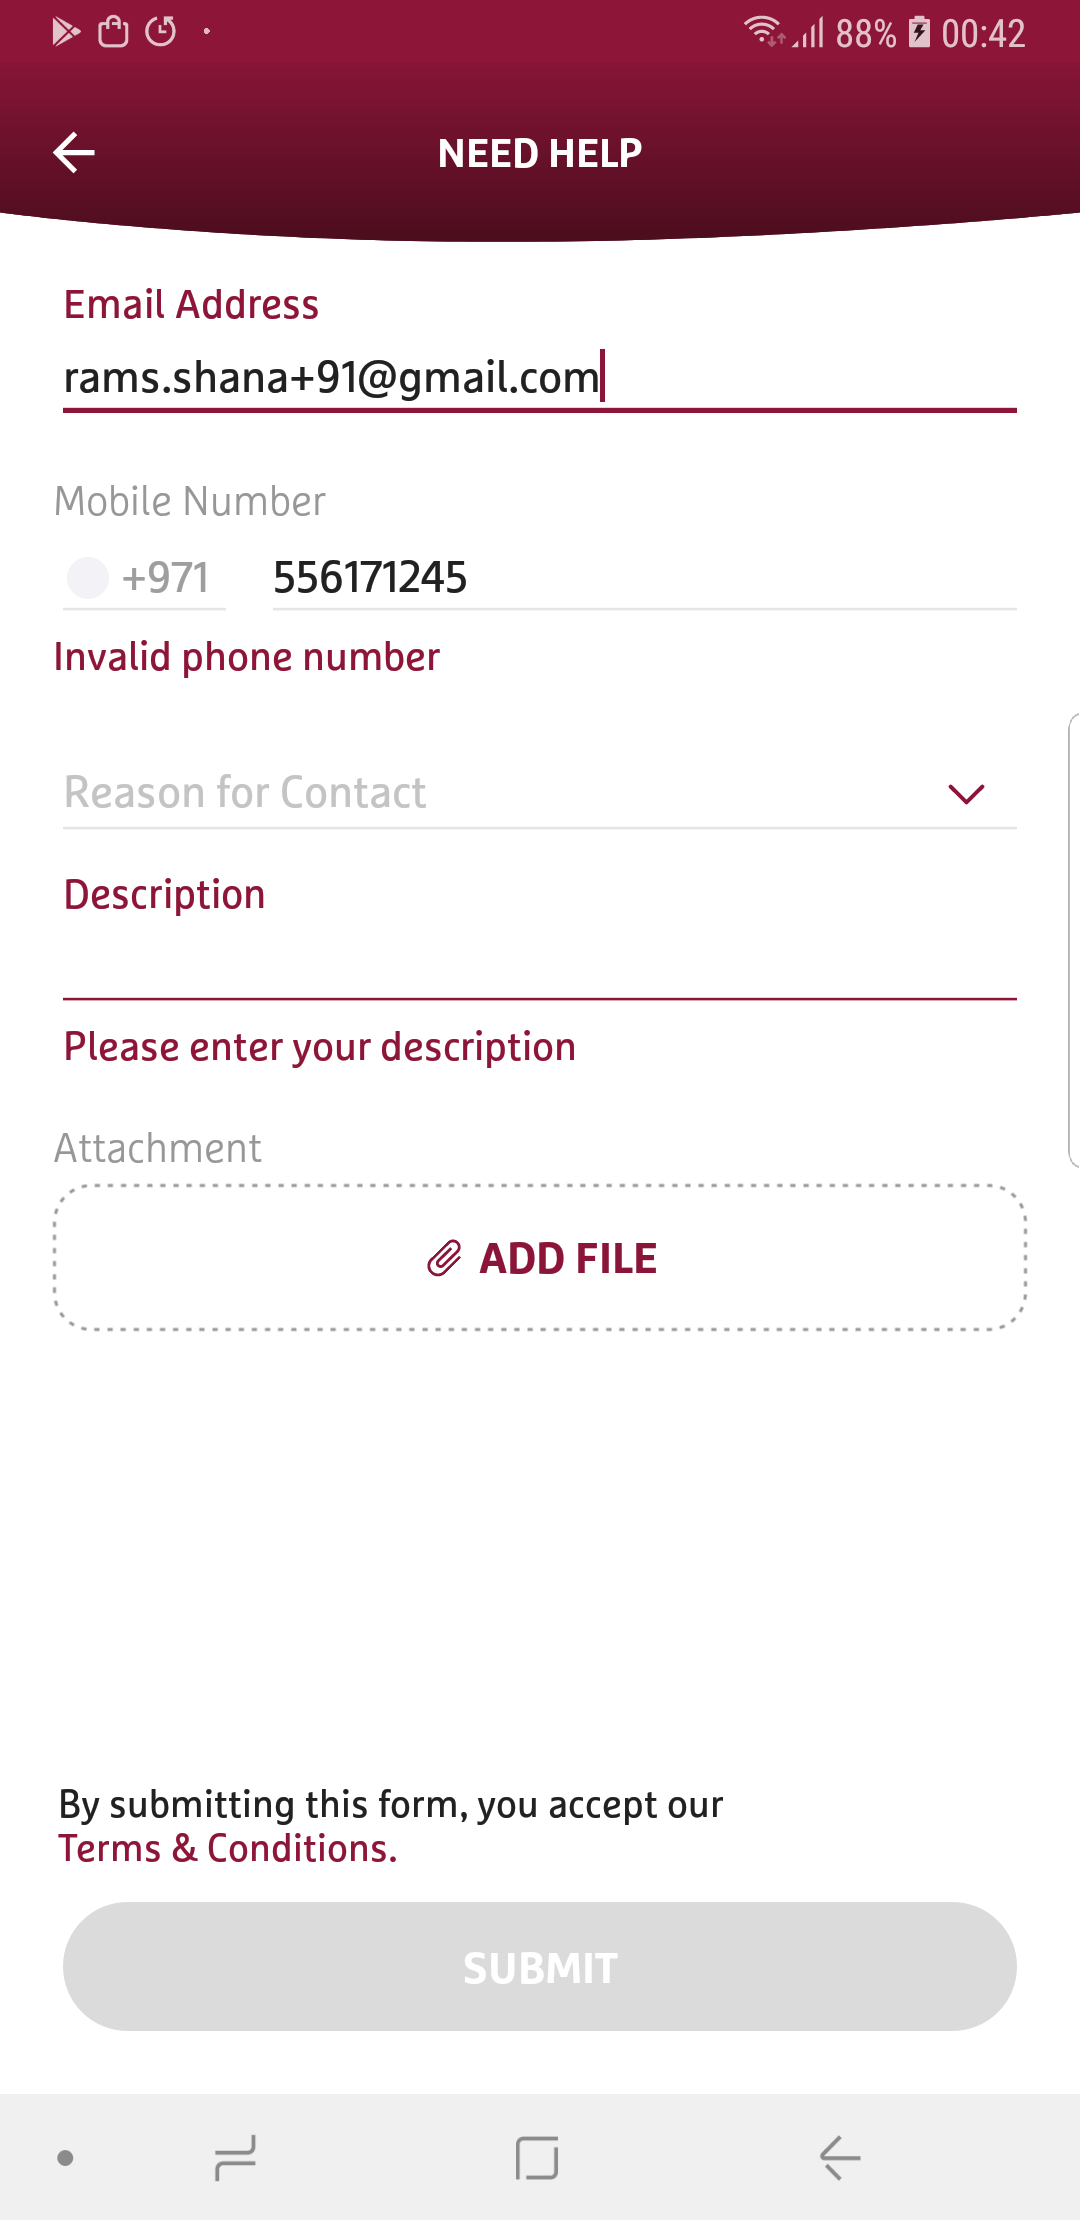 88% 00:42
NEED HELP
Email Address
rams.shana+91@gmail.com
Mobile Number
+971 556171245
Invalid phone number
Reason for Contact
Description
Please enter your description
Attachment
ADD FILE
By submitting this form, you accept our
Terms & Conditions.
SUBMIT